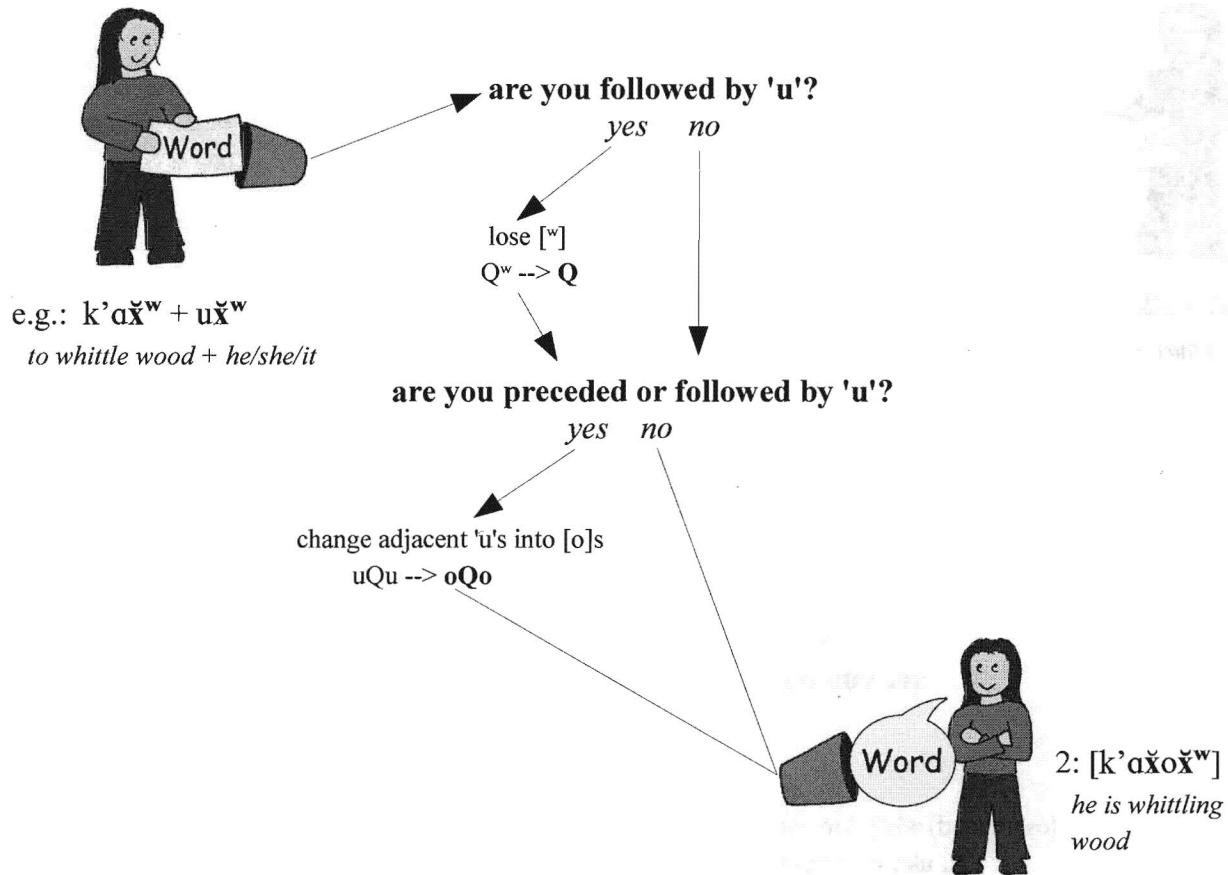 are you followed by 'u'?
yes no
Word
lose [ʷ]
Qʷ --> Q
e.g.: k’ɑx̌ʷ + ux̌ʷ
to whittle wood + he/she/it
are you preceded or followed by 'u'?
yes no
change adjacent 'u's into [o]s
uQu --> oQo
Word
2: [k’ɑx̌ox̌ʷ]
he is whittling
wood